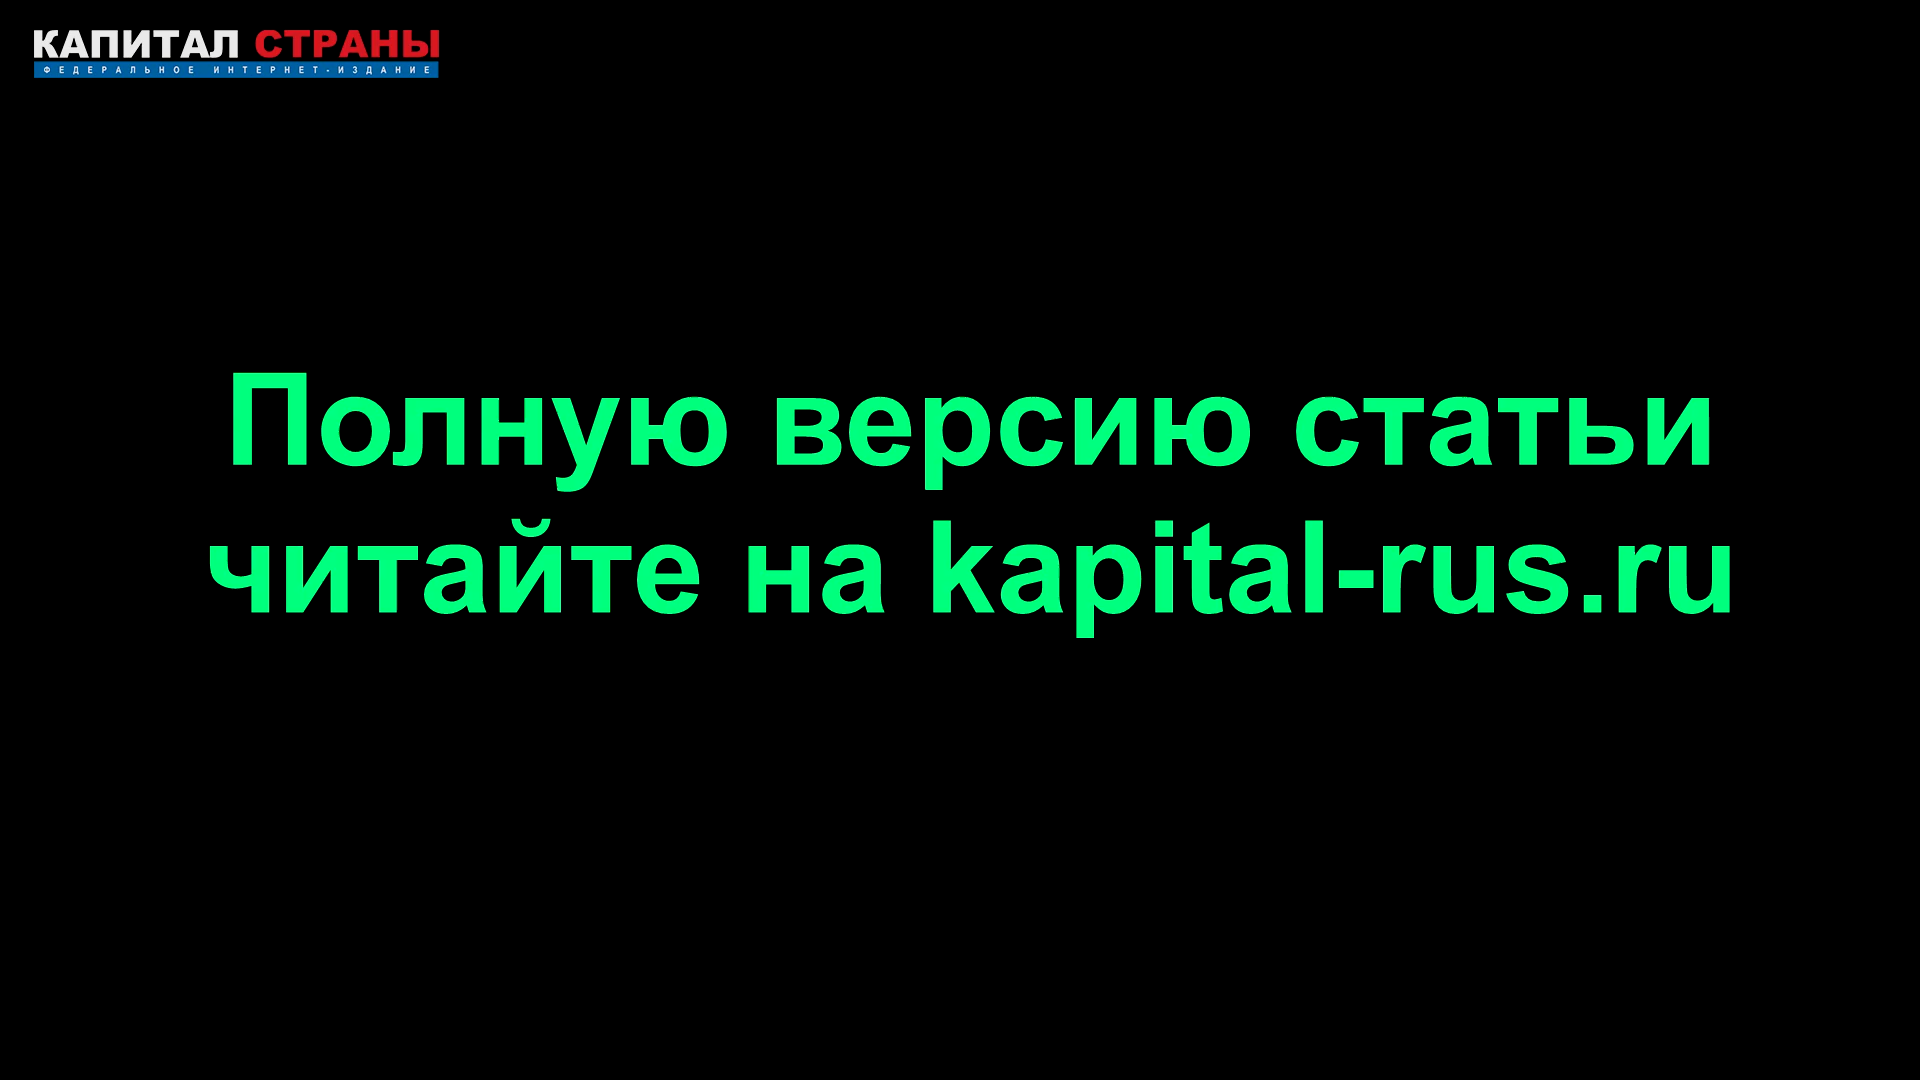 КАПИТАЛ СТРАНЫ
ФЕДЕРАЛЬНОЕ ИНТЕРНЕТ-ИЗДАНИЕ
Полную версию статьи
читайте на kapital-rus.ru